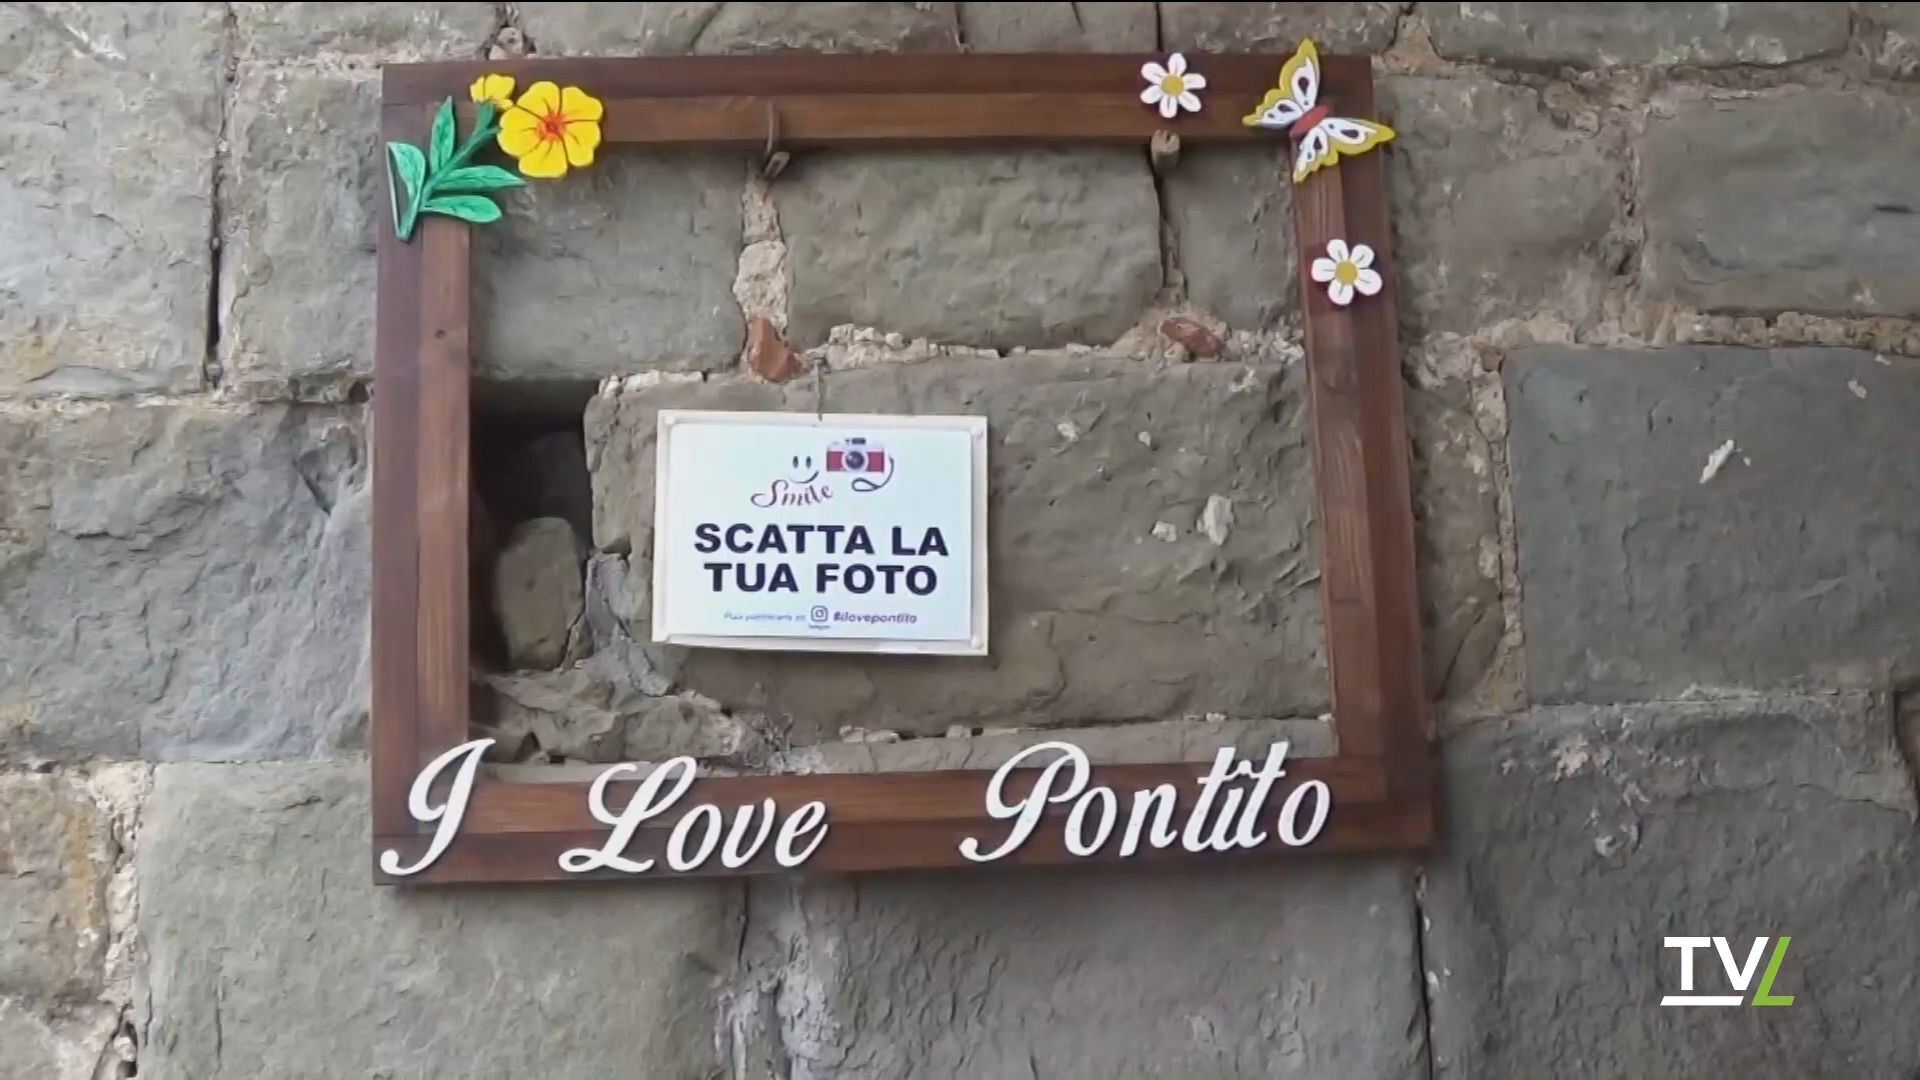 Smile
SCATTA LA
TUA FOTO
#ilovepontito
I Love Pontito
TVL